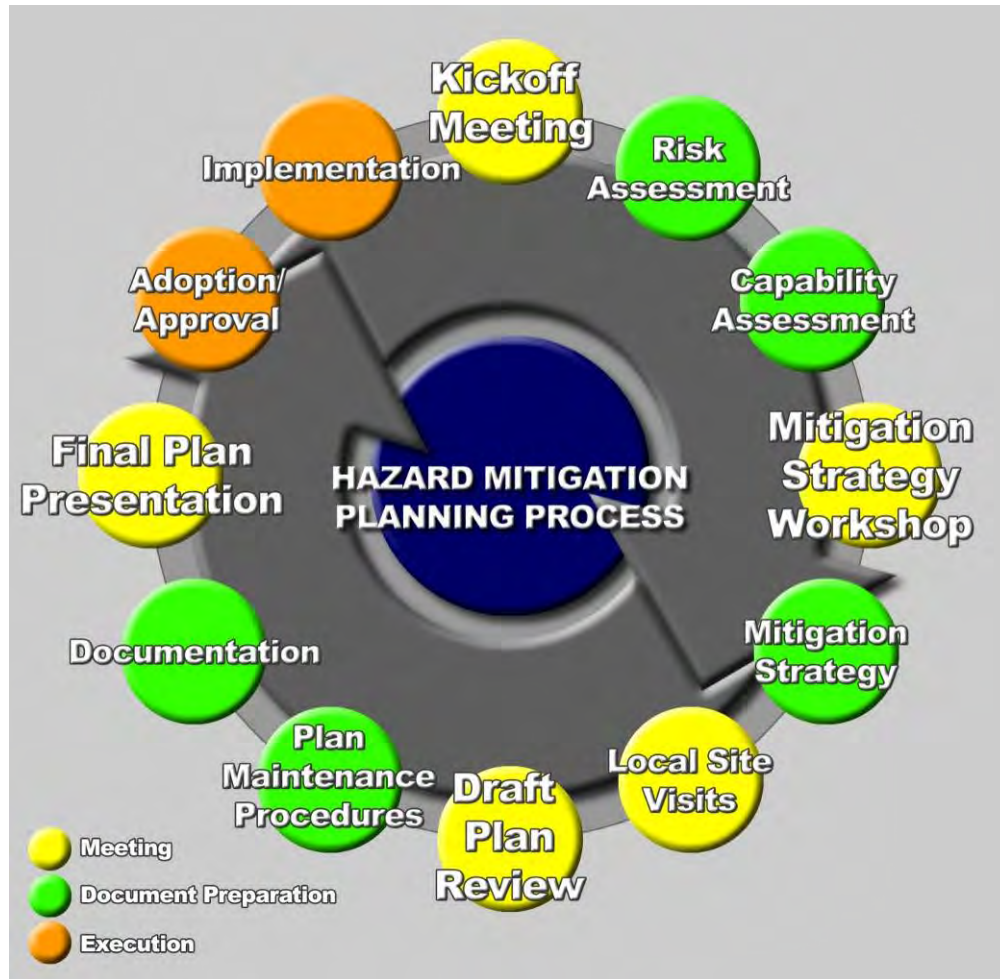 Kickoff
Meeting
Risk
Assessment
Capability
Assessment
Mitigation
Strategy
Workshop
Mitigation
Strategy
Local Site
Visits
Draft
Plan
Review
Plan
Maintenance
Procedures
Documentation
Final Plan
Presentation
Adoption/
Approval
Implementation
HAZARD MITIGATION
PLANNING PROCESS
Meeting
Document Preparation
Execution